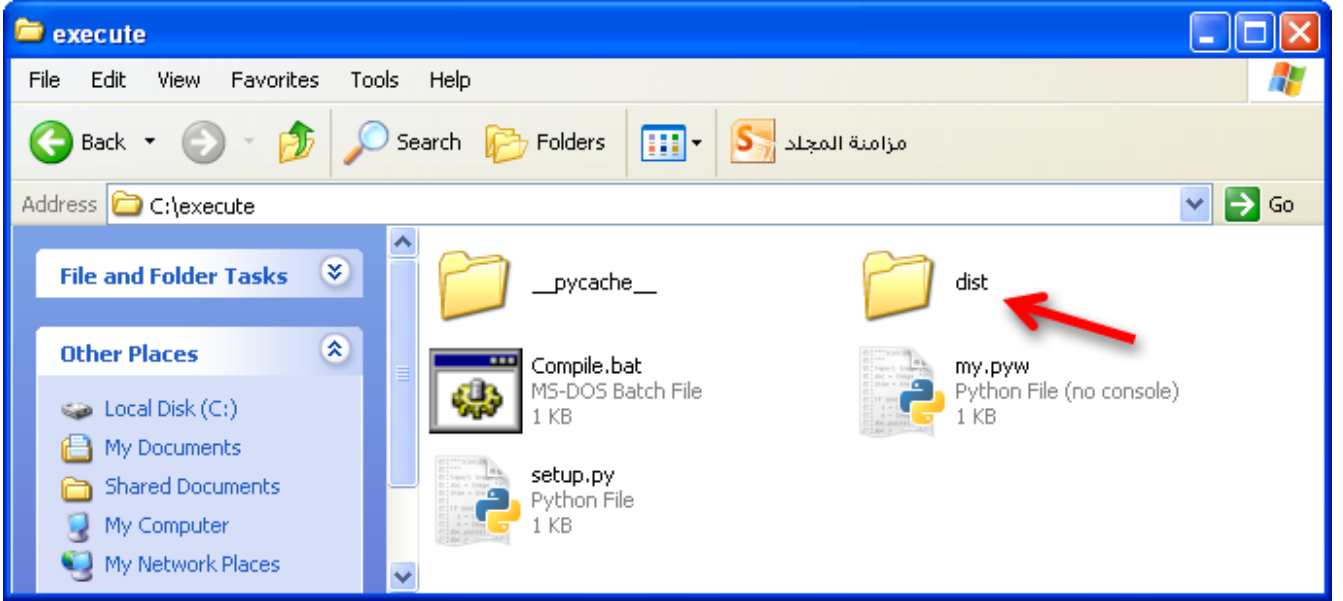 execute
File Edit View Favorites Tools Help
Back Search Folders مزامنة المجلد
Address C:\execute Go
File and Folder Tasks
Other Places
Local Disk (C:)
My Documents
Shared Documents
My Computer
My Network Places
__pycache__
dist
Compile.bat
MS-DOS Batch File
1 KB
my.pyw
Python File (no console)
1 KB
setup.py
Python File
1 KB